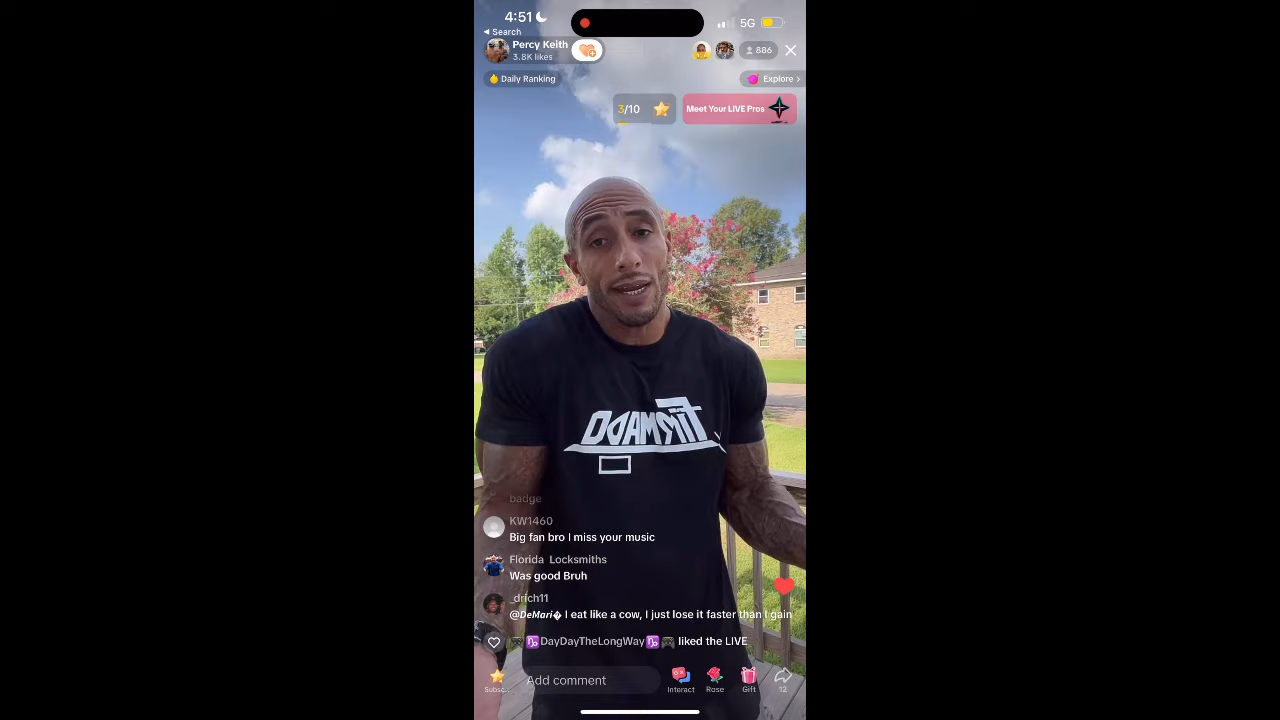 4:51
5G
◀ Search
Percy Keith
3.8K likes
886
Daily Ranking
Explore ›
3/10
Meet Your LIVE Pros
DDAMMIT
badge
KW1460
Big fan bro I miss your music
Florida Locksmiths
Was good Bruh
_drich11
@DeMari� I eat like a cow, I just lose it faster than I gain
🎮♑DayDayTheLongWay♑🎮 liked the LIVE
Subsc...
Add comment
Interact
Rose
Gift
12